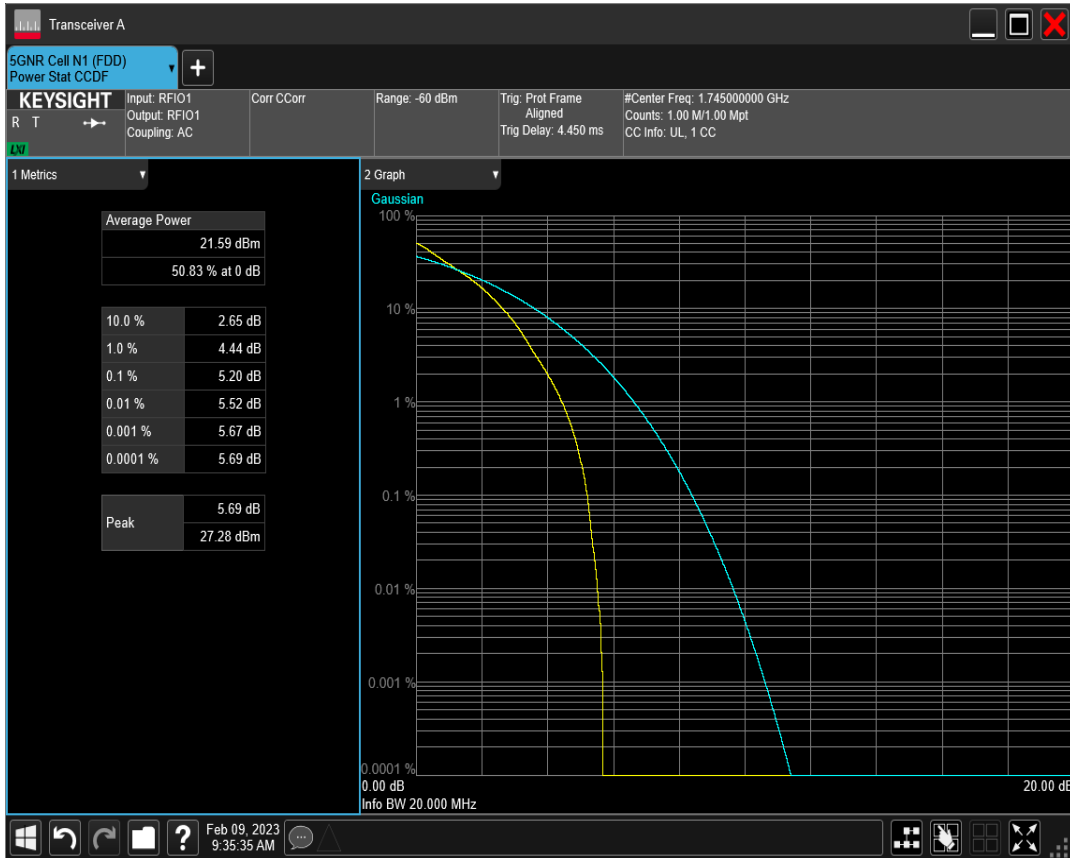 Transceiver A
5GNR Cell N1 (FDD)
Power Stat CCDF
+
KEYSIGHT
R T
LXI
Input: RFIO1
Output: RFIO1
Coupling: AC
Corr CCorr
Range: -60 dBm
Trig: Prot Frame
Aligned
Trig Delay: 4.450 ms
#Center Freq: 1.745000000 GHz
Counts: 1.00 M/1.00 Mpt
CC Info: UL, 1 CC
1 Metrics
Average Power
21.59 dBm
50.83 % at 0 dB
10.0 % 2.65 dB
1.0 % 4.44 dB
0.1 % 5.20 dB
0.01 % 5.52 dB
0.001 % 5.67 dB
0.0001 % 5.69 dB
Peak 5.69 dB
27.28 dBm
2 Graph
Gaussian
100 %
10 %
1 %
0.1 %
0.01 %
0.001 %
0.0001 %
0.00 dB 20.00 dB
Info BW 20.000 MHz
?
Feb 09, 2023
9:35:35 AM